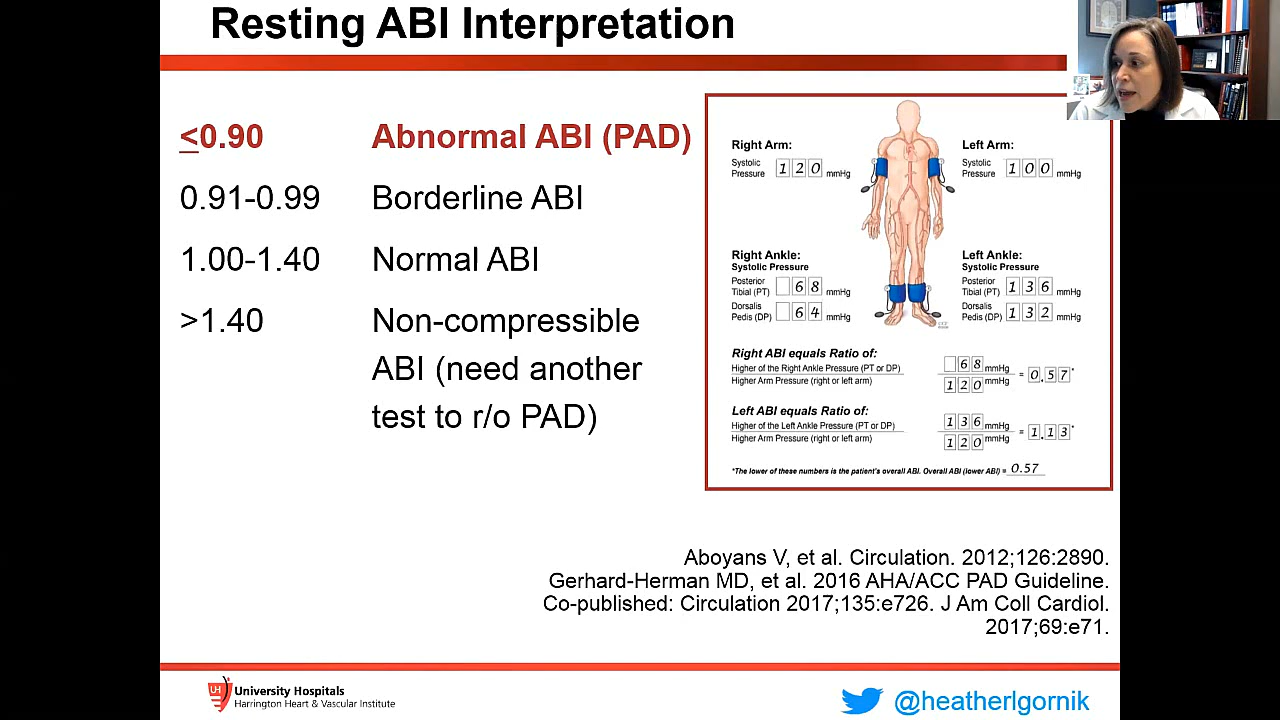 Resting ABI Interpretation
<0.90 Abnormal ABI (PAD)
0.91-0.99 Borderline ABI
1.00-1.40 Normal ABI
>1.40 Non-compressible
ABI (need another
test to r/o PAD)
Right Arm:
Systolic
Pressure 120 mmHg
Left Arm:
Systolic
Pressure 100 mmHg
Right Ankle:
Systolic Pressure
Posterior
Tibial (PT) 68 mmHg
Dorsalis
Pedis (DP) 64 mmHg
Left Ankle:
Systolic Pressure
Posterior
Tibial (PT) 136 mmHg
Dorsalis
Pedis (DP) 132 mmHg
Right ABI equals Ratio of:
Higher of the Right Ankle Pressure (PT or DP) 68 mmHg
Higher Arm Pressure (right or left arm) 120 mmHg = 0.57*
Left ABI equals Ratio of:
Higher of the Left Ankle Pressure (PT or DP) 136 mmHg
Higher Arm Pressure (right or left arm) 120 mmHg = 1.13*
*The lower of these numbers is the patient's overall ABI. Overall ABI (lower ABI) = 0.57
Aboyans V, et al. Circulation. 2012;126:2890.
Gerhard-Herman MD, et al. 2016 AHA/ACC PAD Guideline.
Co-published: Circulation 2017;135:e726. J Am Coll Cardiol.
2017;69:e71.
UH University Hospitals
Harrington Heart & Vascular Institute
@heatherlgornik